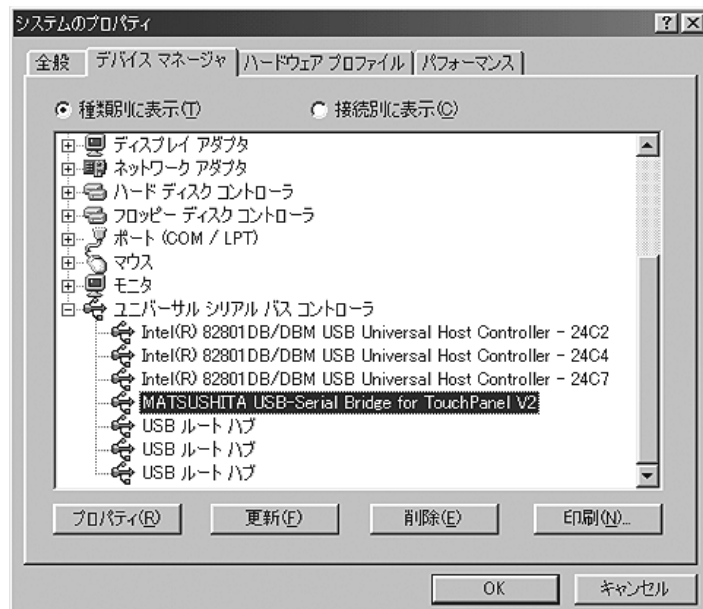 システムのプロパティ
全般 デバイス マネージャ ハードウェア プロファイル パフォーマンス
種類別に表示(T) 接続別に表示(C)
ディスプレイ アダプタ
ネットワーク アダプタ
ハード ディスク コントローラ
フロッピー ディスク コントローラ
ポート (COM / LPT)
マウス
モニタ
ユニバーサル シリアル バス コントローラ
Intel(R) 82801DB/DBM USB Universal Host Controller - 24C2
Intel(R) 82801DB/DBM USB Universal Host Controller - 24C4
Intel(R) 82801DB/DBM USB Universal Host Controller - 24C7
MATSUSHITA USB-Serial Bridge for TouchPanel V2
USB ルート ハブ
USB ルート ハブ
USB ルート ハブ
プロパティ(R) 更新(F) 削除(E) 印刷(N)...
OK キャンセル